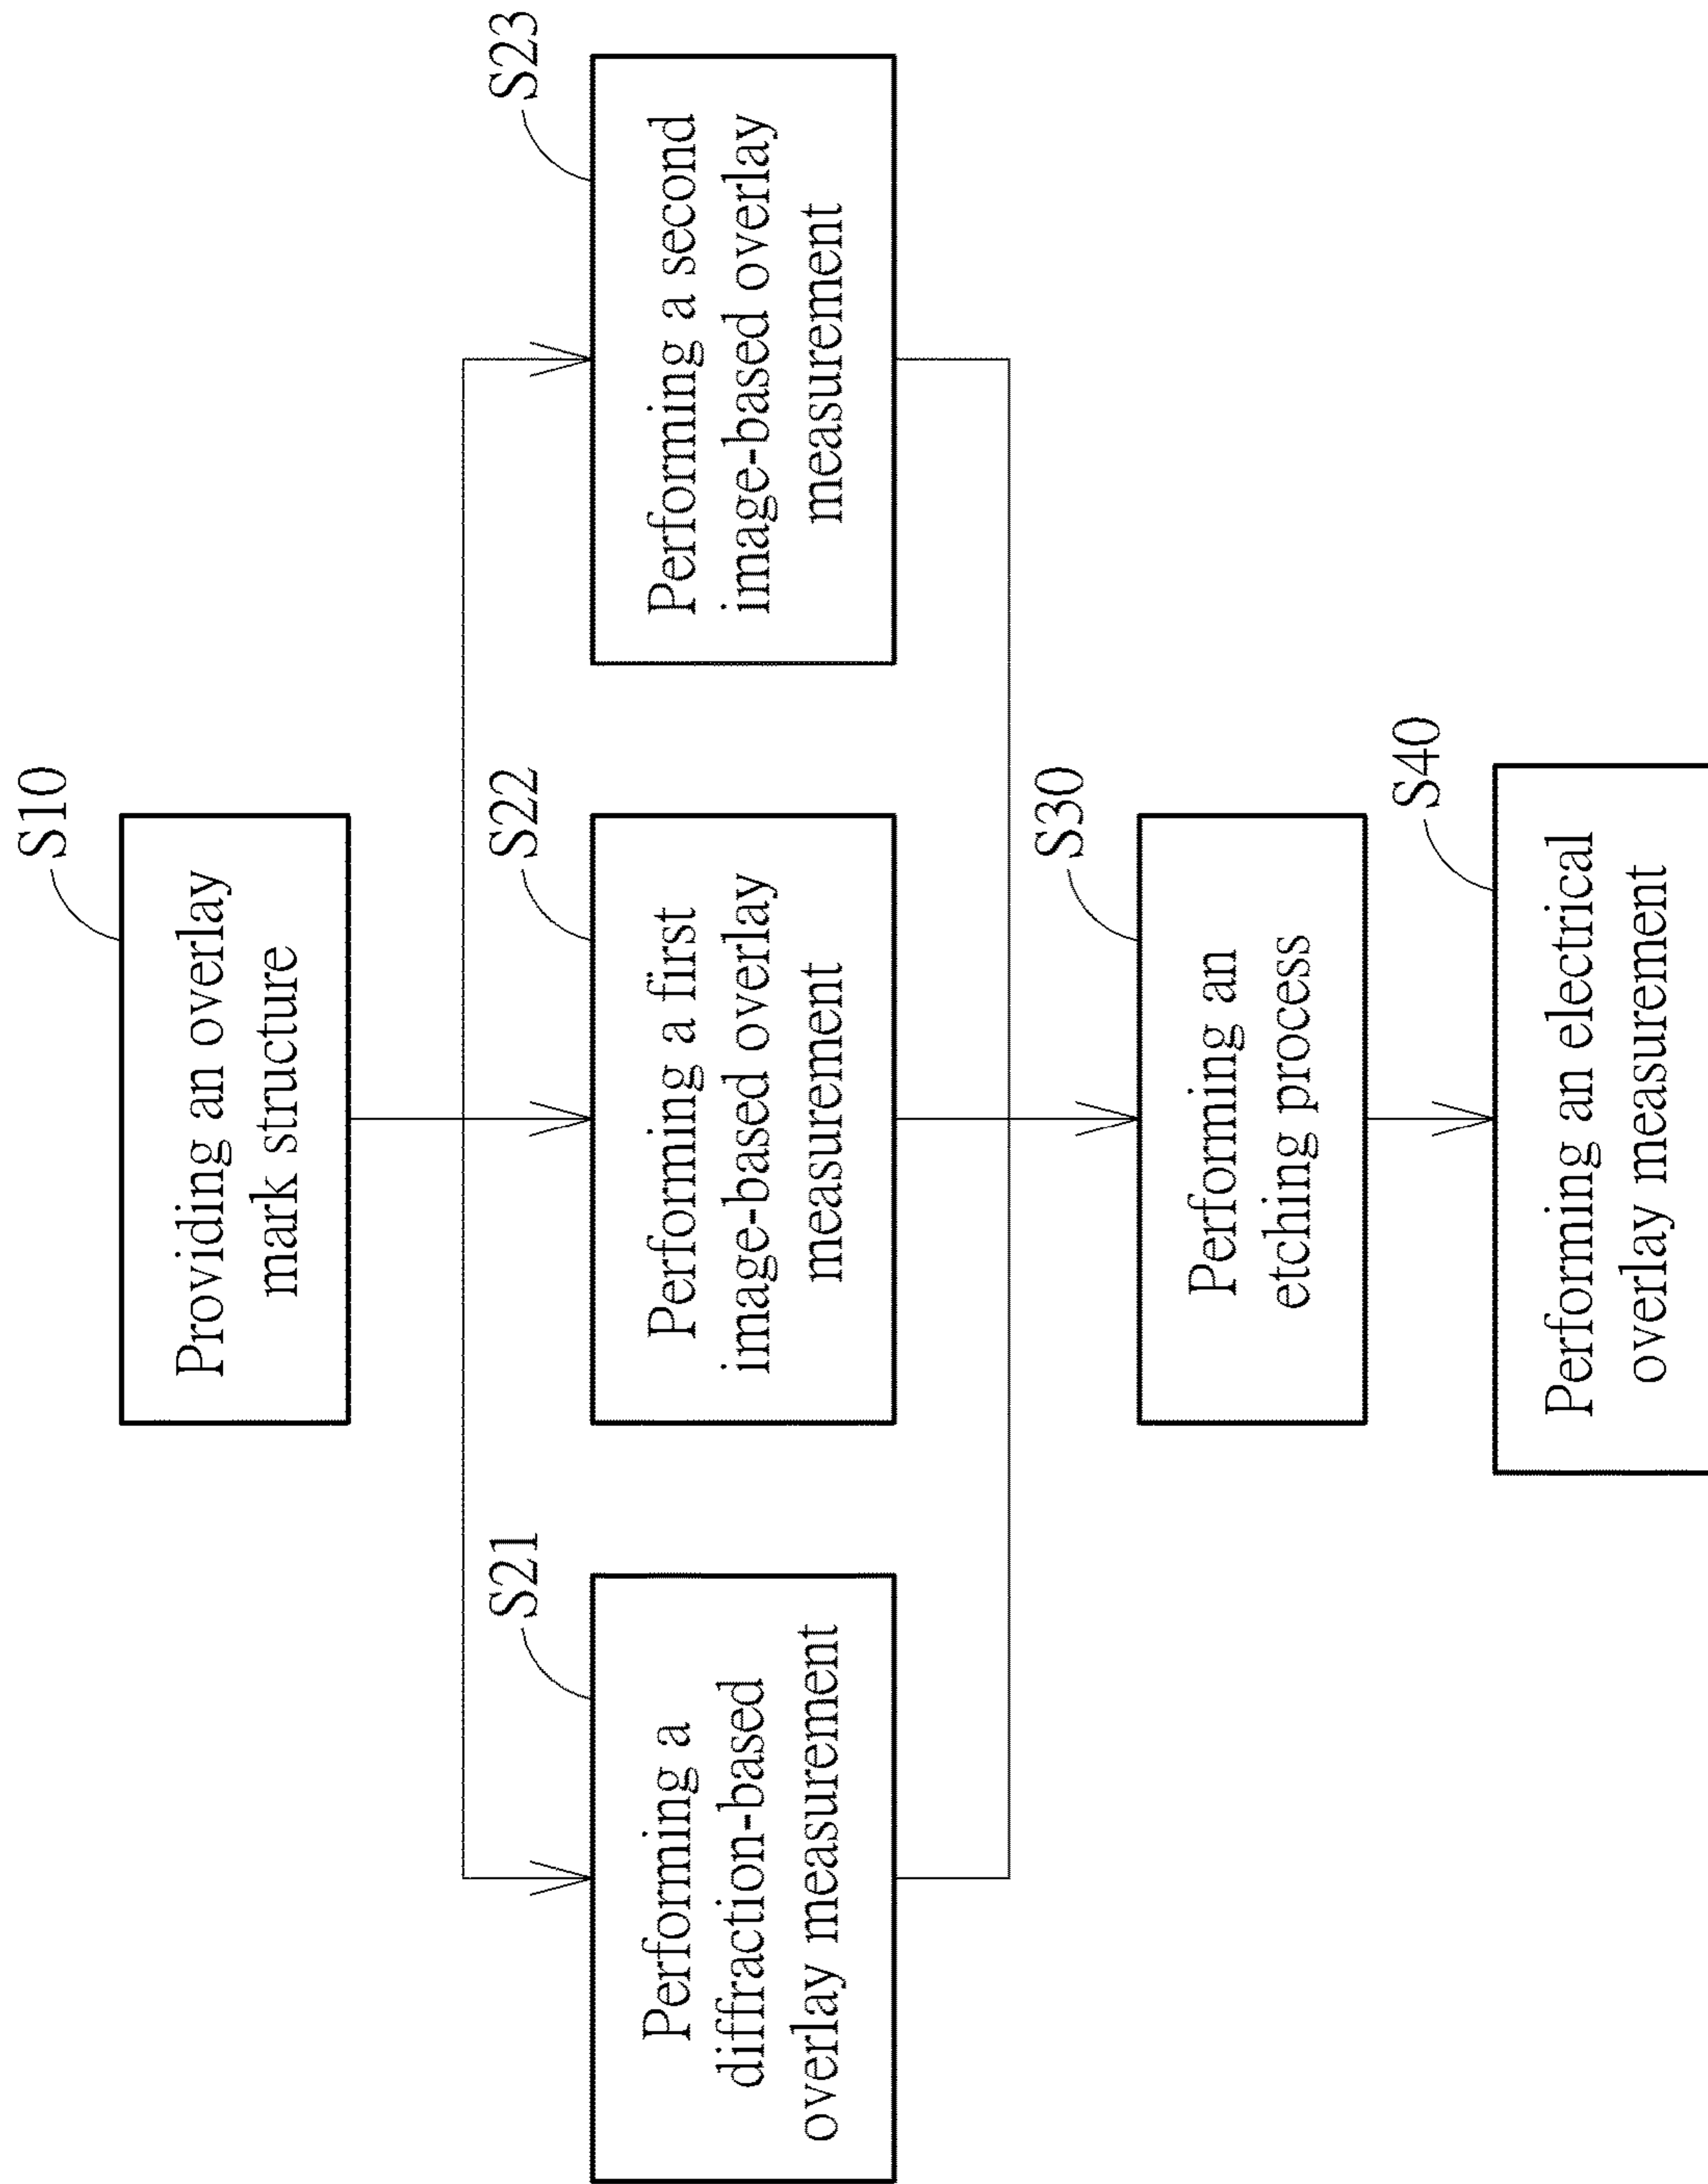 S10
Providing an overlay
mark structure
S21
Performing a
diffraction-based
overlay measurement
S22
Performing a first
image-based overlay
measurement
S23
Performing a second
image-based overlay
measurement
S30
Performing an
etching process
S40
Performing an electrical
overlay measurement